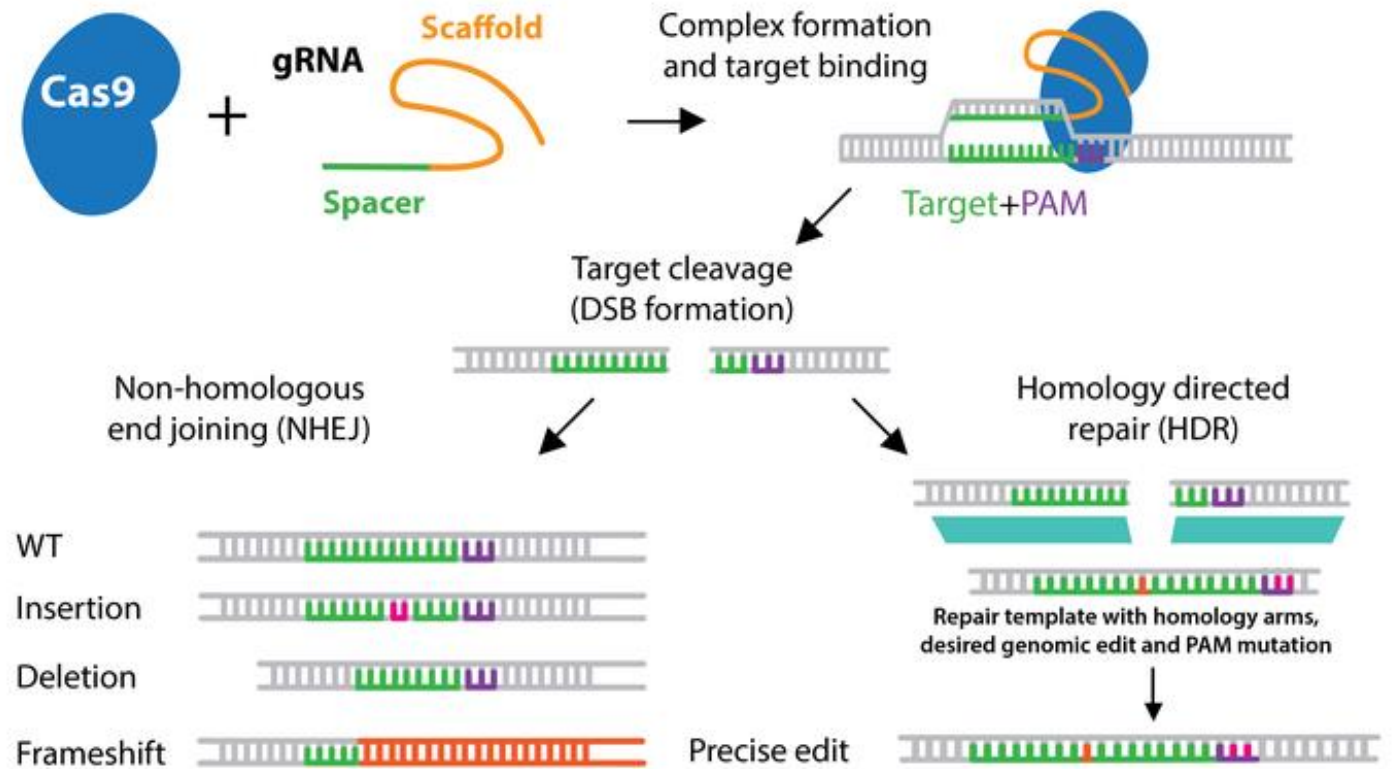 Cas9
+
gRNA
Scaffold
Spacer
Complex formation
and target binding
Target+PAM
Target cleavage
(DSB formation)
Non-homologous
end joining (NHEJ)
WT
Insertion
Deletion
Frameshift
Homology directed
repair (HDR)
Repair template with homology arms,
desired genomic edit and PAM mutation
Precise edit